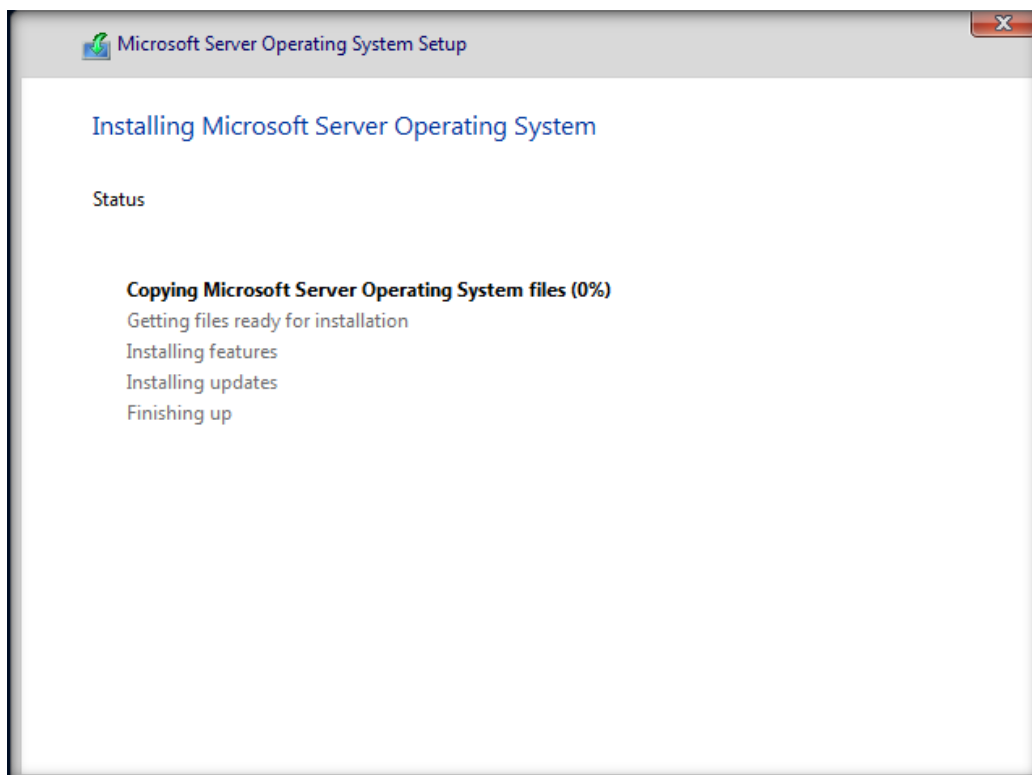 Microsoft Server Operating System Setup
Installing Microsoft Server Operating System
Status
Copying Microsoft Server Operating System files (0%)
Getting files ready for installation
Installing features
Installing updates
Finishing up